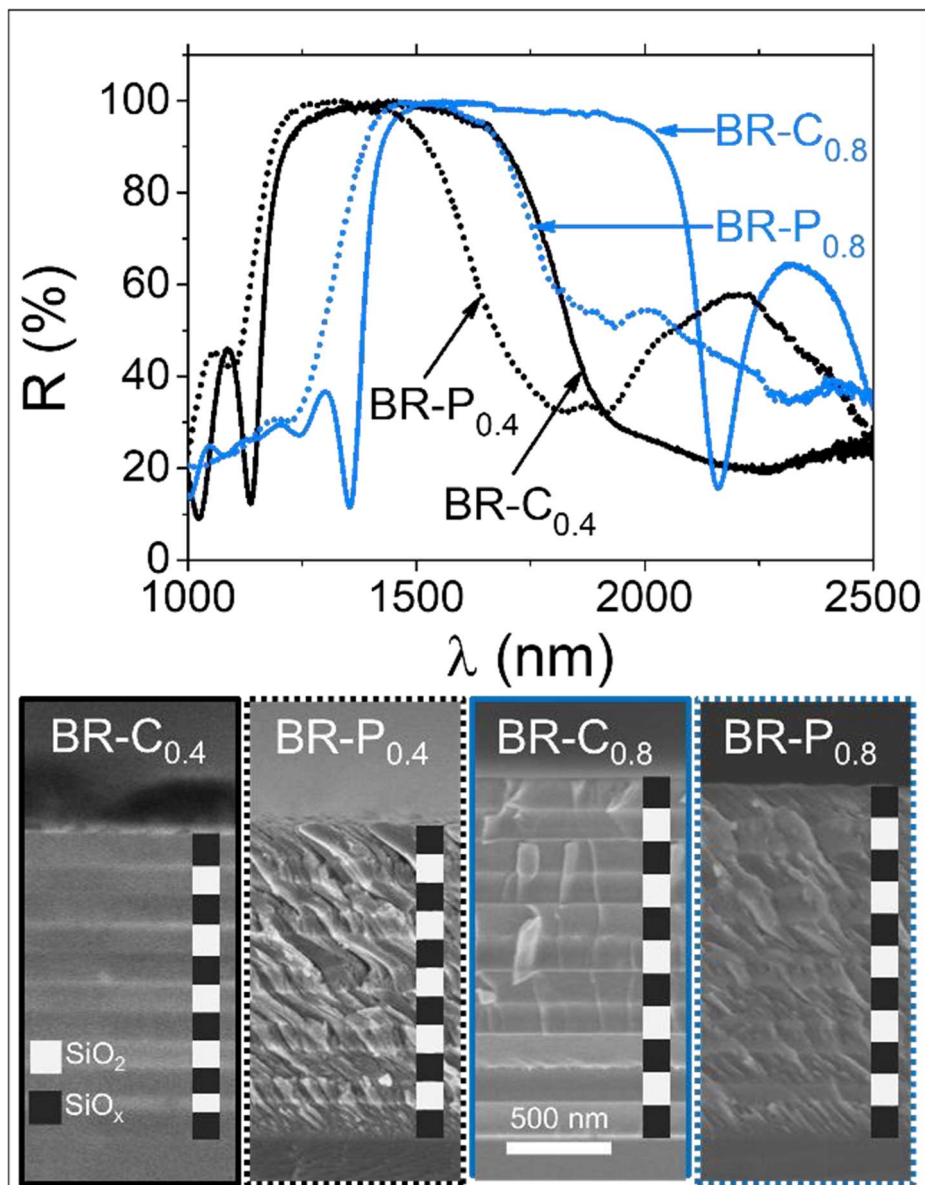 100
80
60
40
20
0
R (%)
BR-C0.8
BR-P0.8
BR-P0.4
BR-C0.4
1000 1500 2000 2500
λ (nm)
BR-C0.4 BR-P0.4 BR-C0.8 BR-P0.8
SiO2
SiOx
500 nm